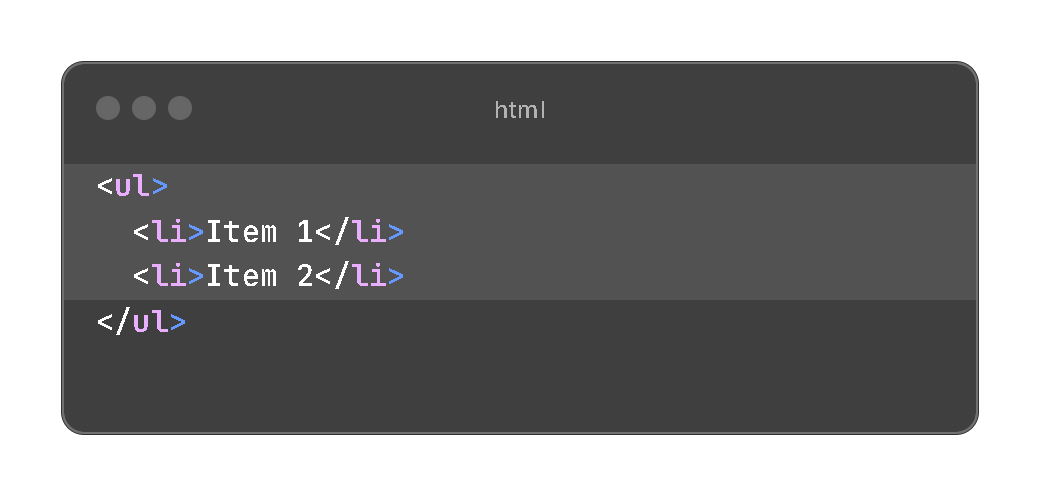 html
<ul>
  <li>Item 1</li>
  <li>Item 2</li>
</ul>